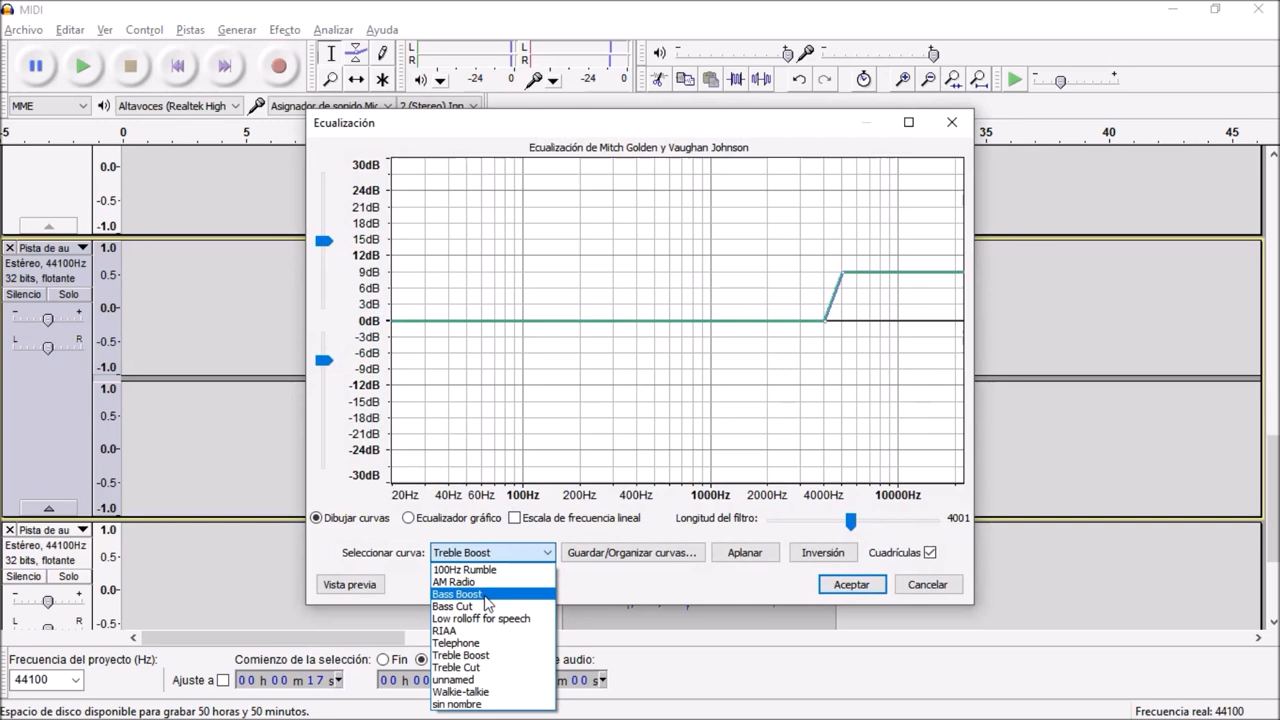 MIDI
Archivo Editar Ver Control Pistas Generar Efecto Analizar Ayuda
L
R
-24 0
L
R
-24 0
MME
Altavoces (Realtek High
Asignador de sonido Mic
2 (Stereo) Inp
-5 0 35 40 45
Ecualización
Ecualización de Mitch Golden y Vaughan Johnson
30dB
24dB
21dB
18dB
15dB
12dB
9dB
6dB
3dB
0dB
-3dB
-6dB
-9dB
-12dB
-15dB
-18dB
-21dB
-24dB
-30dB
20Hz 40Hz 60Hz 100Hz 200Hz 400Hz 1000Hz 2000Hz 4000Hz 10000Hz
Dibujar curvas Ecualizador gráfico Escala de frecuencia lineal Longitud del filtro: 4001
Seleccionar curva: Treble Boost Guardar/Organizar curvas... Aplanar Inversión Cuadrículas
Vista previa Aceptar Cancelar
100Hz Rumble
AM Radio
Bass Boost
Bass Cut
Low rolloff for speech
RIAA
Telephone
Treble Boost
Treble Cut
unnamed
Walkie-talkie
sin nombre
0.0
-0.5
-1.0
Pista de au
Estéreo, 44100Hz
32 bits, flotante
Silencio Solo
- +
L R
1.0
0.5
0.0
-0.5
-1.0
1.0
0.5
0.0
-0.5
-1.0
Pista de au
Estéreo, 44100Hz
32 bits, flotante
Silencio Solo
- +
L R
1.0
0.5
0.0
-0.5
Frecuencia del proyecto (Hz): Comienzo de la selección: Fin
44100 Ajuste a 00 h 00 m 17 s
Espacio de disco disponible para grabar 50 horas y 50 minutos. Frecuencia real: 44100